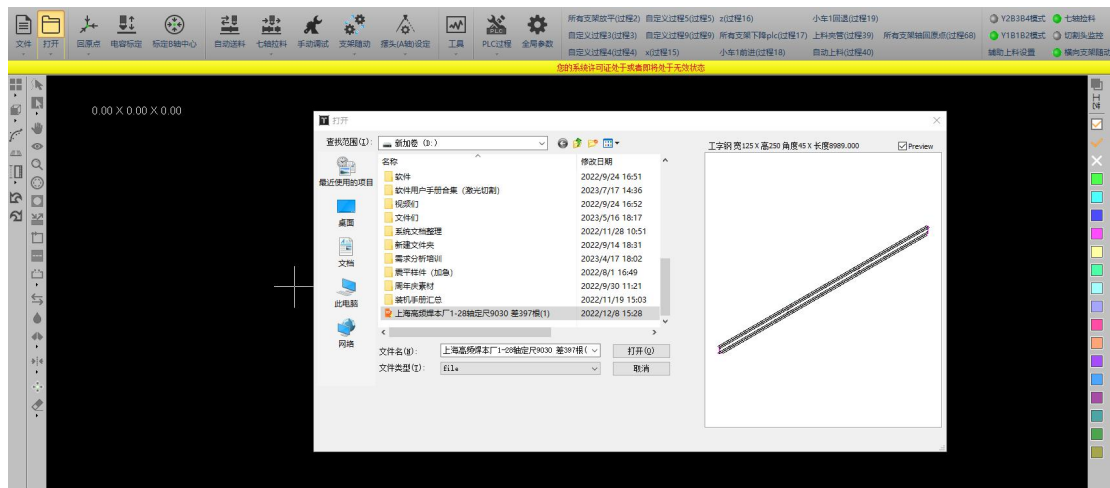 所有支架放平(过程2) 自定义过程5(过程5) z(过程16) 小车1回退(过程19)
Y2B3B4模式 七轴拉料
自定义过程3(过程3) 自定义过程9(过程9) 所有支架下降plc(过程17) 上料夹管(过程39) 所有支架轴回原点(过程68)
Y1B1B2模式 切割头监控
自定义过程4(过程4) x(过程15) 小车1前进(过程18) 自动上料(过程40)
辅助上料设置 横向支架随动
文件 打开 回原点 电容标定 标定B轴中心 自动送料 七轴拉料 手动调试 支架随动 摆头(A轴)设定 工具 PLC过程 全局参数
PLC
您的系统许可证处于或者即将处于无效状态
工艺
0.00 X 0.00 X 0.00
T 打开
查找范围(I): 新加卷 (D:)
工字钢 宽125 X 高250 角度45 X 长度8989.000 Preview
名称 修改日期
最近使用的项目
桌面
文档
此电脑
网络
软件 2022/9/24 16:51
软件用户手册合集 (激光切割) 2023/7/17 14:36
视频们 2022/9/24 16:52
文件们 2023/5/16 18:17
系统文档整理 2022/11/28 10:51
新建文件夹 2022/9/14 18:31
需求分析培训 2023/4/17 18:02
震平样件 (加急) 2022/8/1 16:49
周年庆素材 2022/9/30 11:21
装机手册汇总 2022/11/19 15:03
上海高频焊本厂1-28轴定尺9030 差397根(1) 2022/12/8 15:28
文件名(N): 上海高频焊本厂1-28轴定尺9030 差397根( 打开(O)
文件类型(T): file 取消